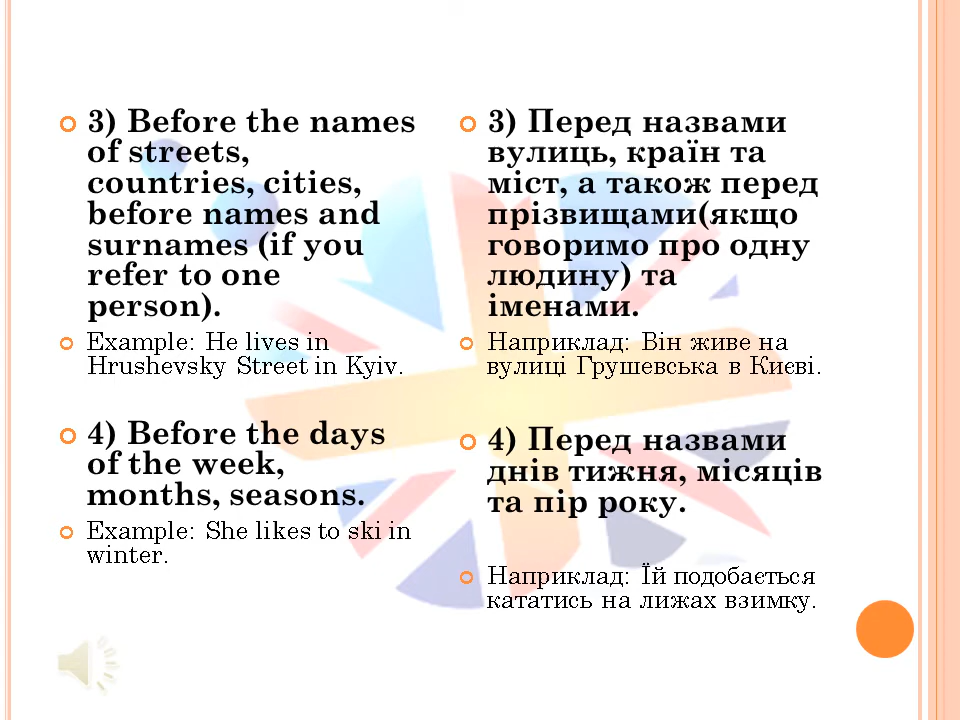 3) Before the names
of streets,
countries, cities,
before names and
surnames (if you
refer to one
person).
Example: He lives in
Hrushevsky Street in Kyiv.
4) Before the days
of the week,
months, seasons.
Example: She likes to ski in
winter.
3) Перед назвами
вулиць, країн та
міст, а також перед
прізвищами(якщо
говоримо про одну
людину) та
іменами.
Наприклад: Він живе на
вулиці Грушевська в Києві.
4) Перед назвами
днів тижня, місяців
та пір року.
Наприклад: Їй подобається
кататись на лижах взимку.